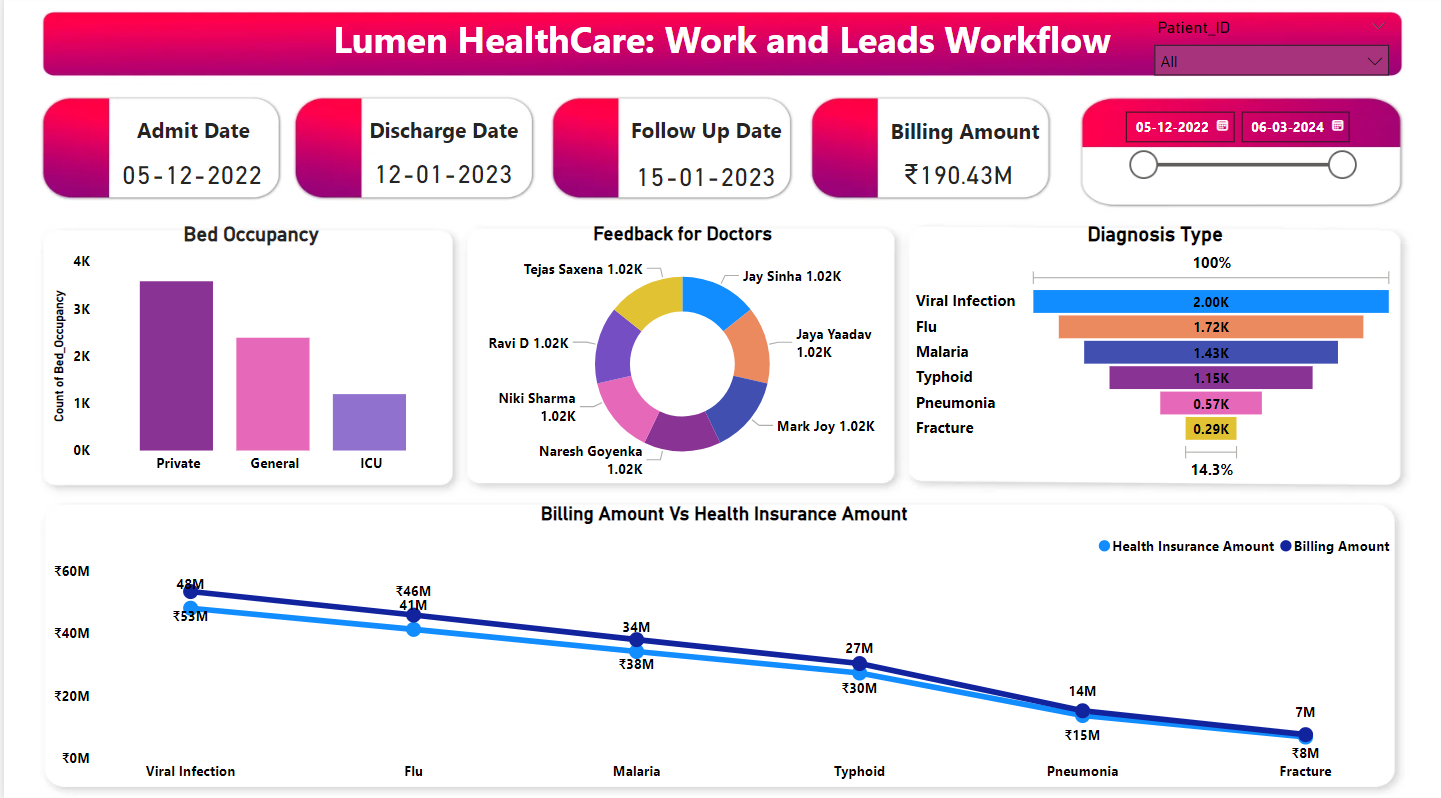 Lumen HealthCare: Work and Leads Workflow
Patient_ID
All
Admit Date
05-12-2022
Discharge Date
12-01-2023
Follow Up Date
15-01-2023
Billing Amount
₹190.43M
05-12-2022
06-03-2024
Bed Occupancy
Count of Bed_Occupancy
4K
3K
2K
1K
0K
Private
General
ICU
Feedback for Doctors
Tejas Saxena 1.02K
Jay Sinha 1.02K
Jaya Yaadav
1.02K
Ravi D 1.02K
Niki Sharma
1.02K
Mark Joy 1.02K
Naresh Goyenka
1.02K
Diagnosis Type
100%
Viral Infection 2.00K
Flu 1.72K
Malaria 1.43K
Typhoid 1.15K
Pneumonia 0.57K
Fracture 0.29K
14.3%
Billing Amount Vs Health Insurance Amount
Health Insurance Amount
Billing Amount
₹60M
₹40M
₹20M
₹0M
48M
₹53M
₹46M
41M
34M
₹38M
27M
₹30M
14M
₹15M
7M
₹8M
Viral Infection
Flu
Malaria
Typhoid
Pneumonia
Fracture